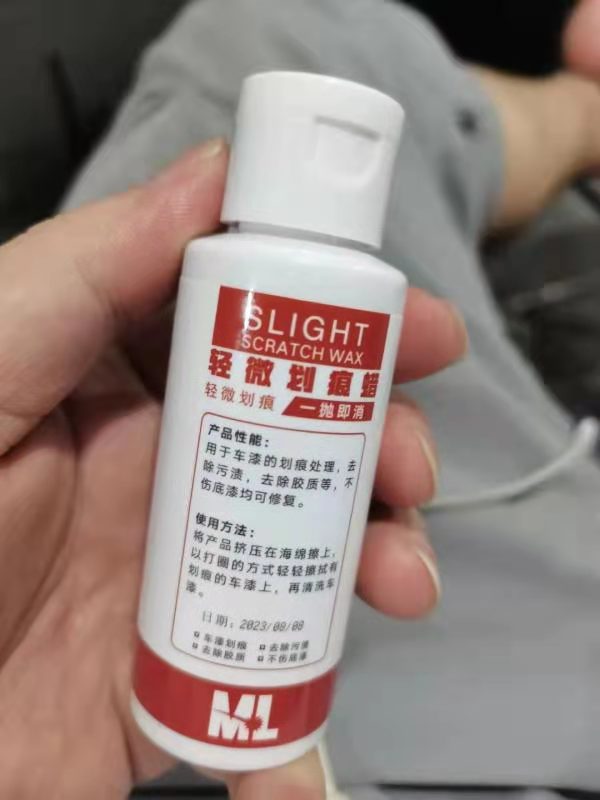 SLIGHT
SCRATCH WAX
轻微划痕蜡
轻微划痕 一抛即消
产品性能：
用于车漆的划痕处理，去
除污渍，去除胶质等，不
伤底漆均可修复。
使用方法：
将产品挤压在海绵擦上，
以打圈的方式轻轻擦拭有
划痕的车漆上，再清洗车
漆。
日期：2023/08/08
车漆划痕 去除污渍
去除胶质 不伤底漆
ML